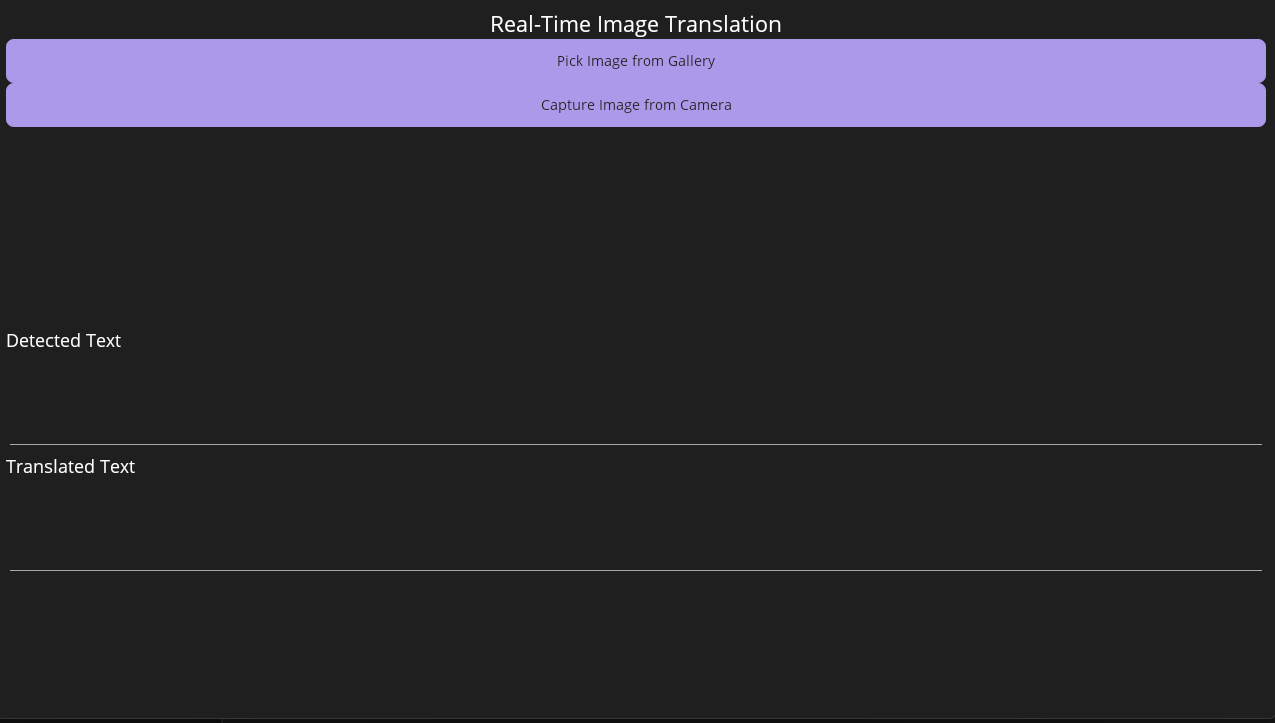 Real-Time Image Translation
Pick Image from Gallery
Capture Image from Camera
Detected Text
Translated Text